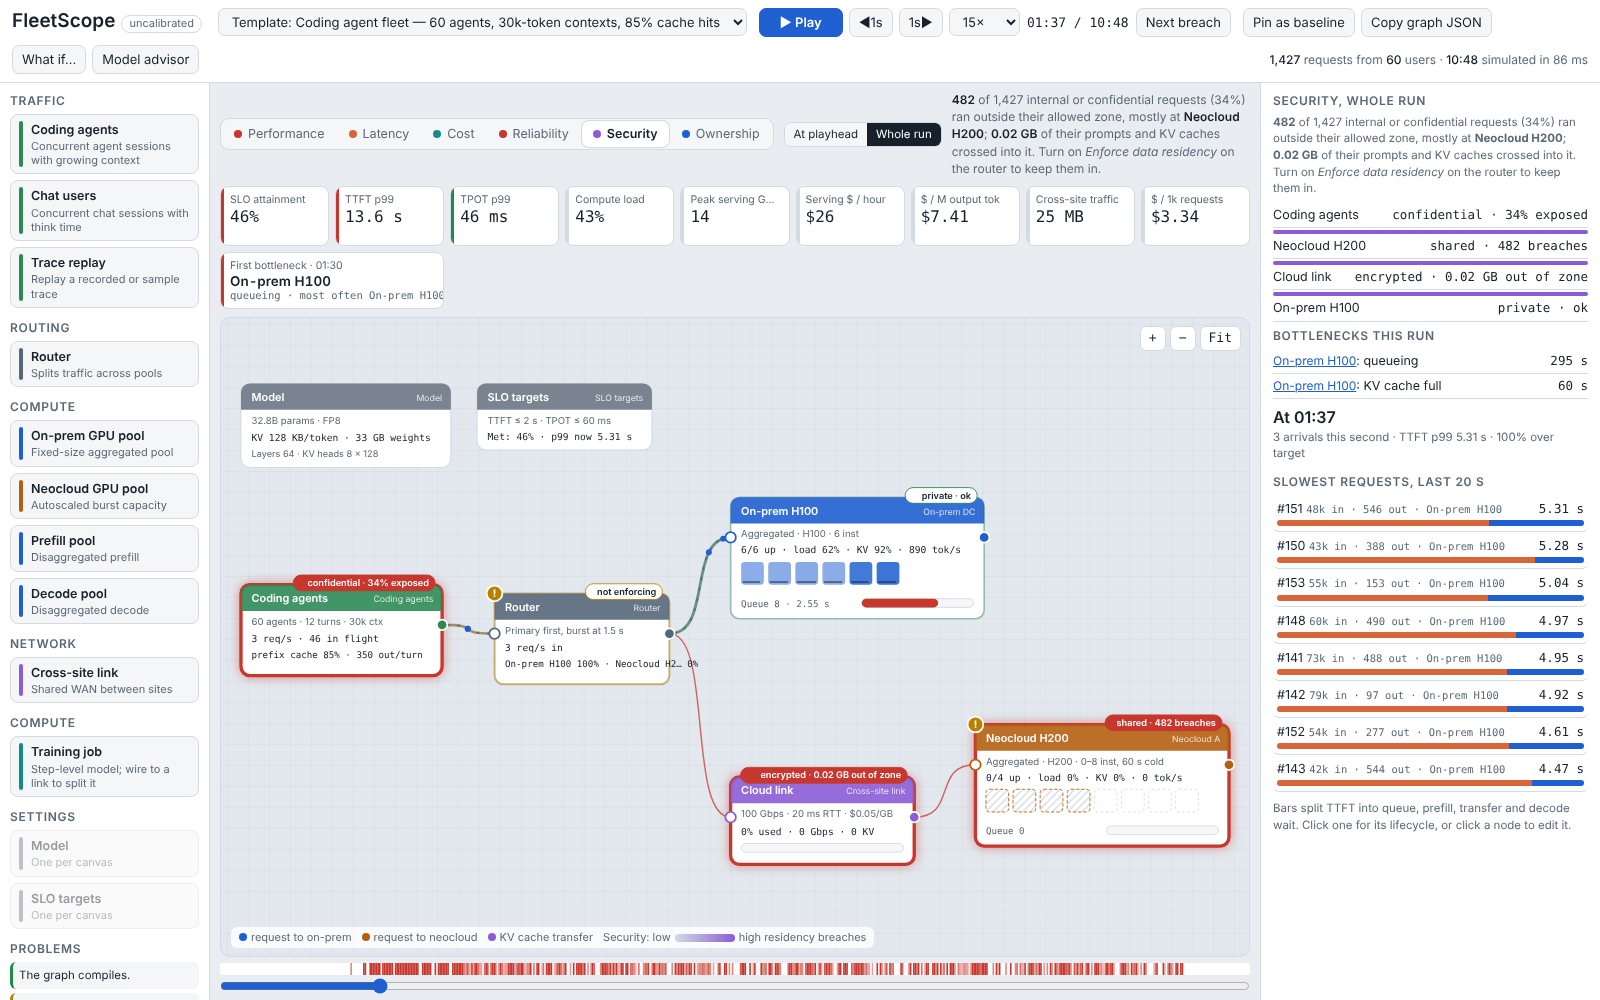 FleetScope
uncalibrated
Template: Coding agent fleet — 60 agents, 30k-token contexts, 85% cache hits
▶ Play
◀1s
1s▶
15×
01:37 / 10:48
Next breach
Pin as baseline
Copy graph JSON
What if...
Model advisor
1,427 requests from 60 users · 10:48 simulated in 86 ms
TRAFFIC
Coding agents
Concurrent agent sessions
with growing context
Chat users
Concurrent chat sessions with
think time
Trace replay
Replay a recorded or sample
trace
ROUTING
Router
Splits traffic across pools
COMPUTE
On-prem GPU pool
Fixed-size aggregated pool
Neocloud GPU pool
Autoscaled burst capacity
Prefill pool
Disaggregated prefill
Decode pool
Disaggregated decode
NETWORK
Cross-site link
Shared WAN between sites
COMPUTE
Training job
Step-level model; wire to a
link to split it
SETTINGS
Model
One per canvas
SLO targets
One per canvas
PROBLEMS
The graph compiles.
Performance
Latency
Cost
Reliability
Security
Ownership
At playhead
Whole run
482 of 1,427 internal or confidential requests (34%)
ran outside their allowed zone, mostly at Neocloud
H200; 0.02 GB of their prompts and KV caches
crossed into it. Turn on Enforce data residency on
the router to keep them in.
SLO attainment
46%
TTFT p99
13.6 s
TPOT p99
46 ms
Compute load
43%
Peak serving G...
14
Serving $ / hour
$26
$ / M output tok
$7.41
Cross-site traffic
25 MB
$ / 1k requests
$3.34
First bottleneck · 01:30
On-prem H100
queueing · most often On-prem H100
+
−
Fit
Model
Model
32.8B params · FP8
KV 128 KB/token · 33 GB weights
Layers 64 · KV heads 8 × 128
SLO targets
SLO targets
TTFT ≤ 2 s · TPOT ≤ 60 ms
Met: 46% · p99 now 5.31 s
private · ok
On-prem H100
On-prem DC
Aggregated · H100 · 6 inst
6/6 up · load 62% · KV 92% · 890 tok/s
Queue 8 · 2.55 s
confidential · 34% exposed
Coding agents
Coding agents
60 agents · 12 turns · 30k ctx
3 req/s · 46 in flight
prefix cache 85% · 350 out/turn
!
not enforcing
Router
Router
Primary first, burst at 1.5 s
3 req/s in
On-prem H100 100% · Neocloud H2… 0%
encrypted · 0.02 GB out of zone
Cloud link
Cross-site link
100 Gbps · 20 ms RTT · $0.05/GB
0% used · 0 Gbps · 0 KV
!
shared · 482 breaches
Neocloud H200
Neocloud A
Aggregated · H200 · 0–8 inst, 60 s cold
0/4 up · load 0% · KV 0% · 0 tok/s
Queue 0
request to on-prem
request to neocloud
KV cache transfer
Security: low
high residency breaches
SECURITY, WHOLE RUN
482 of 1,427 internal or confidential requests (34%) ran
outside their allowed zone, mostly at Neocloud H200;
0.02 GB of their prompts and KV caches crossed into it.
Turn on Enforce data residency on the router to keep
them in.
Coding agents confidential · 34% exposed
Neocloud H200 shared · 482 breaches
Cloud link encrypted · 0.02 GB out of zone
On-prem H100 private · ok
BOTTLENECKS THIS RUN
On-prem H100: queueing 295 s
On-prem H100: KV cache full 60 s
At 01:37
3 arrivals this second · TTFT p99 5.31 s · 100% over
target
SLOWEST REQUESTS, LAST 20 S
#151 48k in · 546 out · On-prem H100 5.31 s
#150 43k in · 388 out · On-prem H100 5.28 s
#153 55k in · 153 out · On-prem H100 5.04 s
#148 60k in · 490 out · On-prem H100 4.97 s
#141 73k in · 488 out · On-prem H100 4.95 s
#142 79k in · 97 out · On-prem H100 4.92 s
#152 54k in · 277 out · On-prem H100 4.61 s
#143 42k in · 544 out · On-prem H100 4.47 s
Bars split TTFT into queue, prefill, transfer and decode
wait. Click one for its lifecycle, or click a node to edit it.